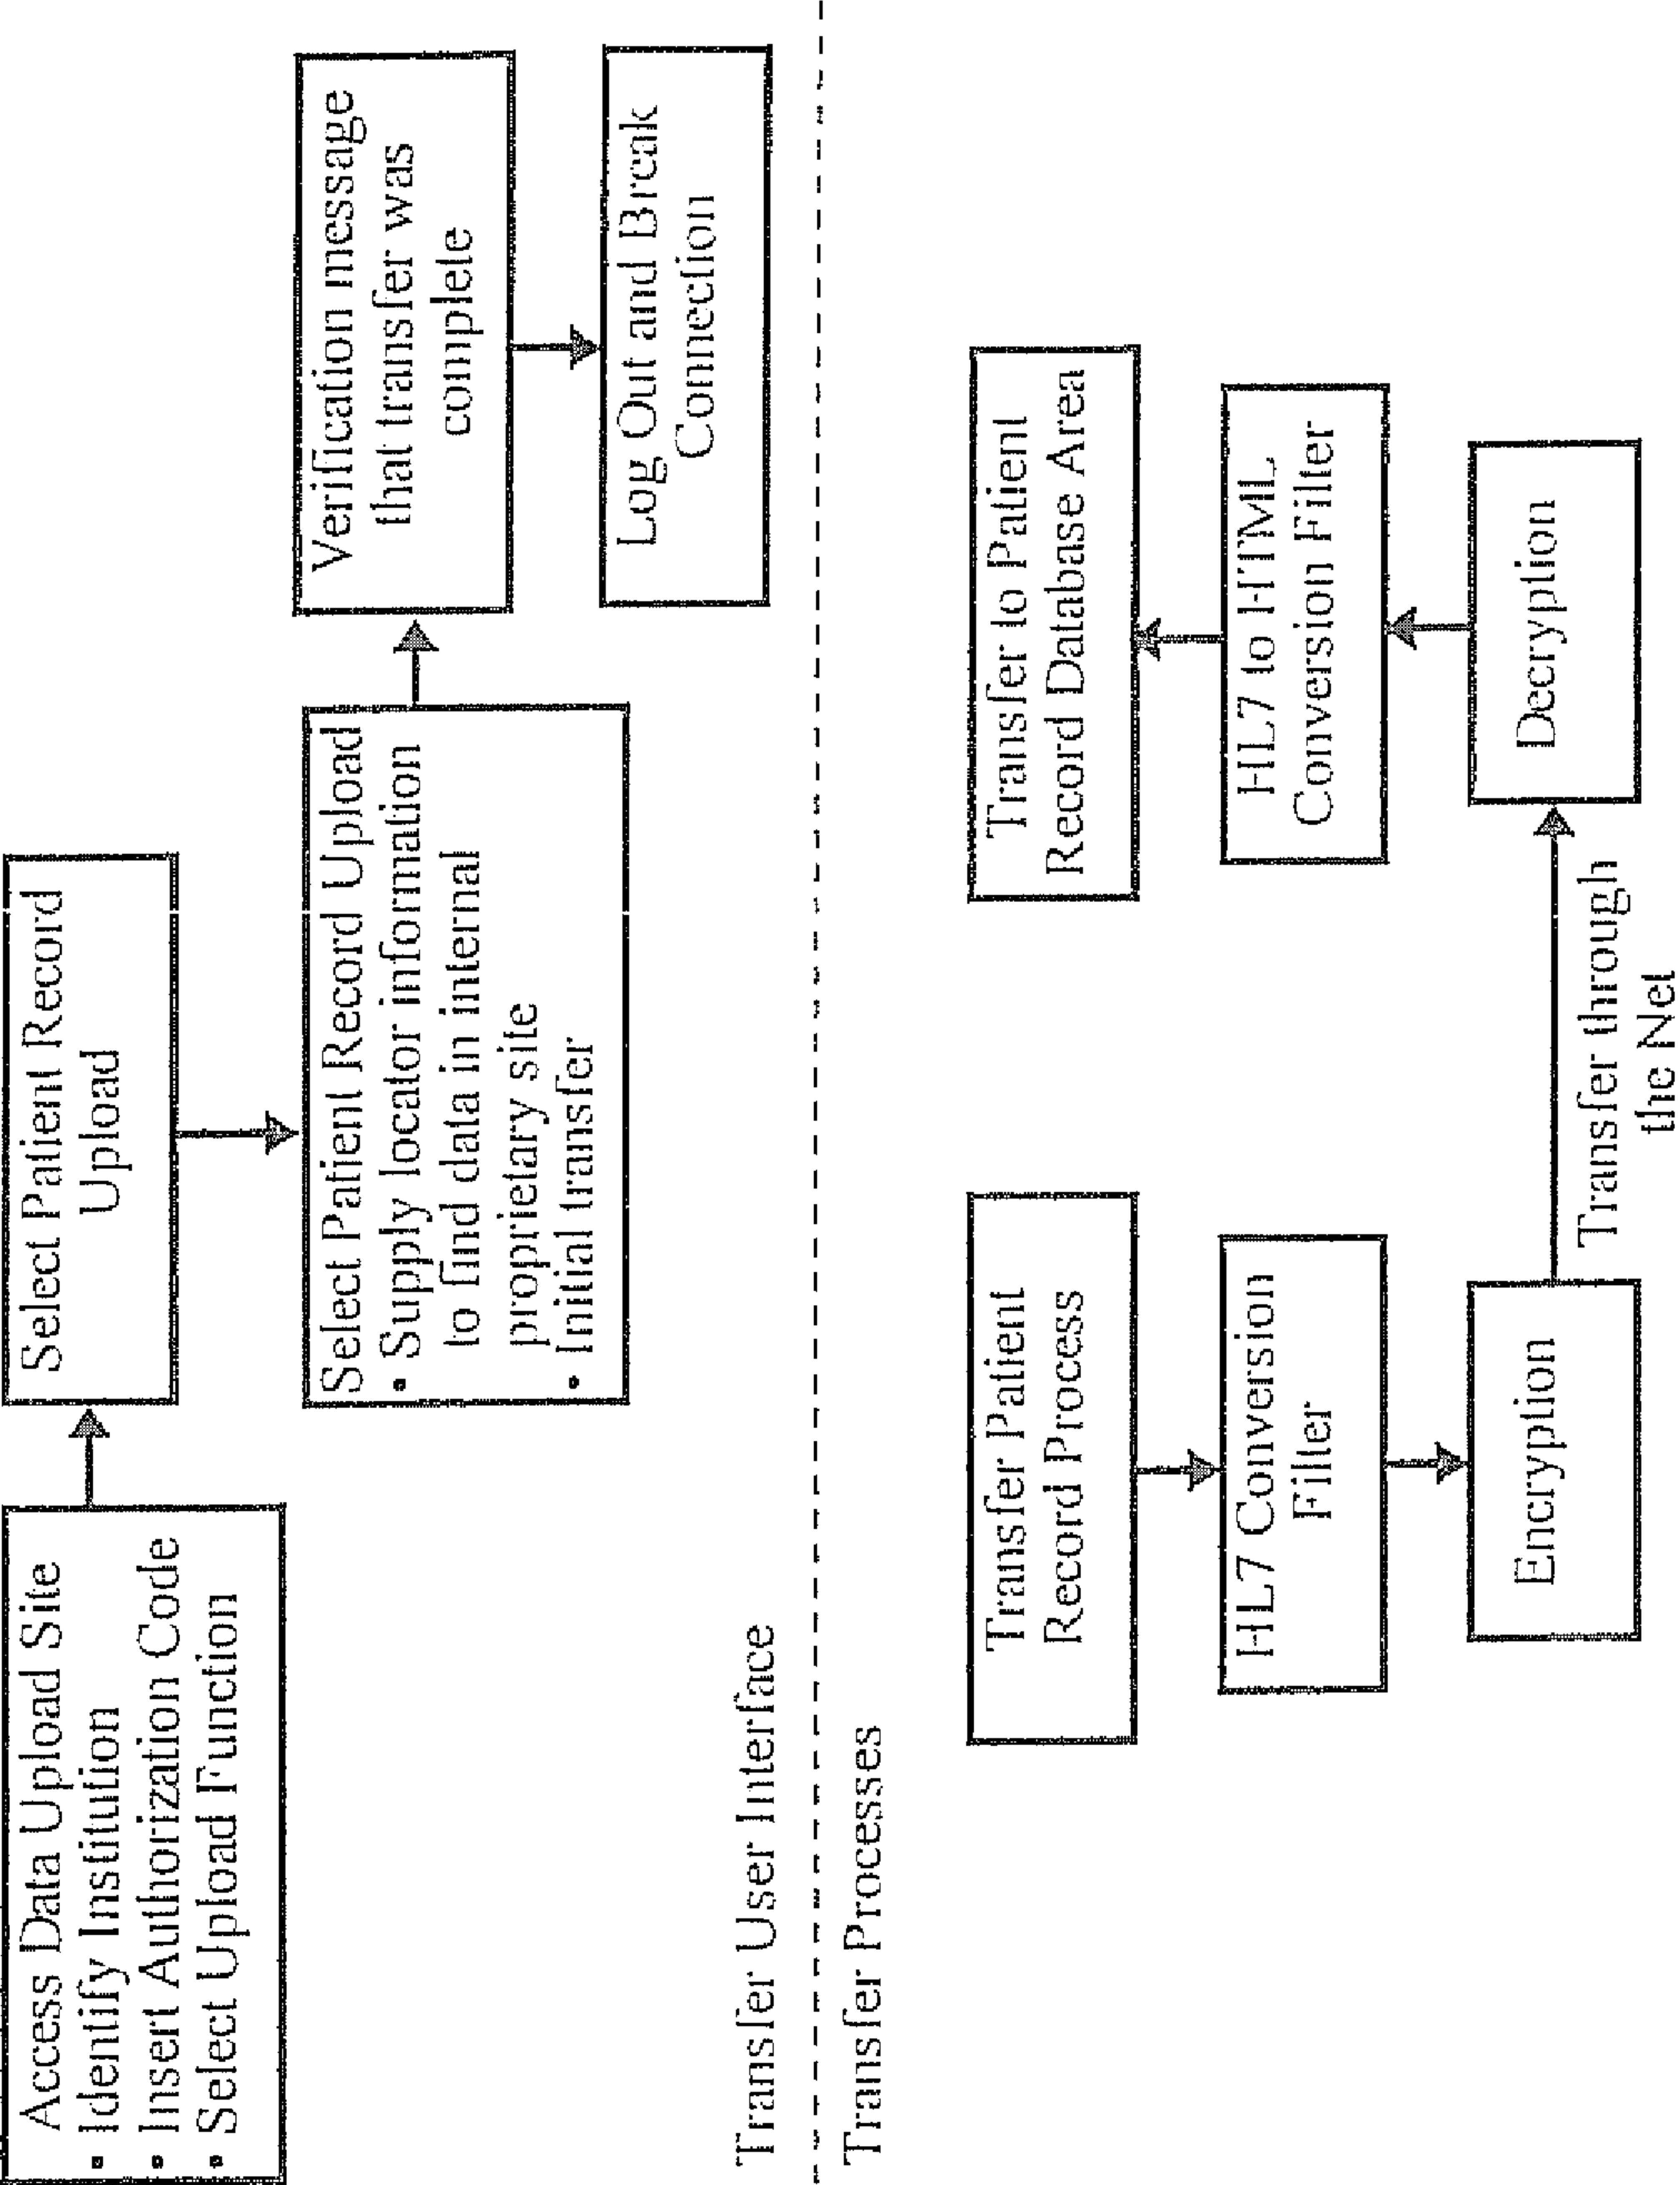 Access Data Upload Site
• Identify Institution
• Insert Authorization Code
• Select Upload Function
Select Patient Record
Upload
Select Patient Record Upload
• Supply locator information
to find data in internal
proprietary site
• Initial transfer
Verification message
that transfer was
complete
Log Out and Break
Connection
Transfer User Interface
Transfer Processes
Transfer Patient
Record Process
HL7 Conversion
Filter
Encryption
Transfer through
the Net
Decryption
HL7 to HTML
Conversion Filter
Transfer to Patient
Record Database Area